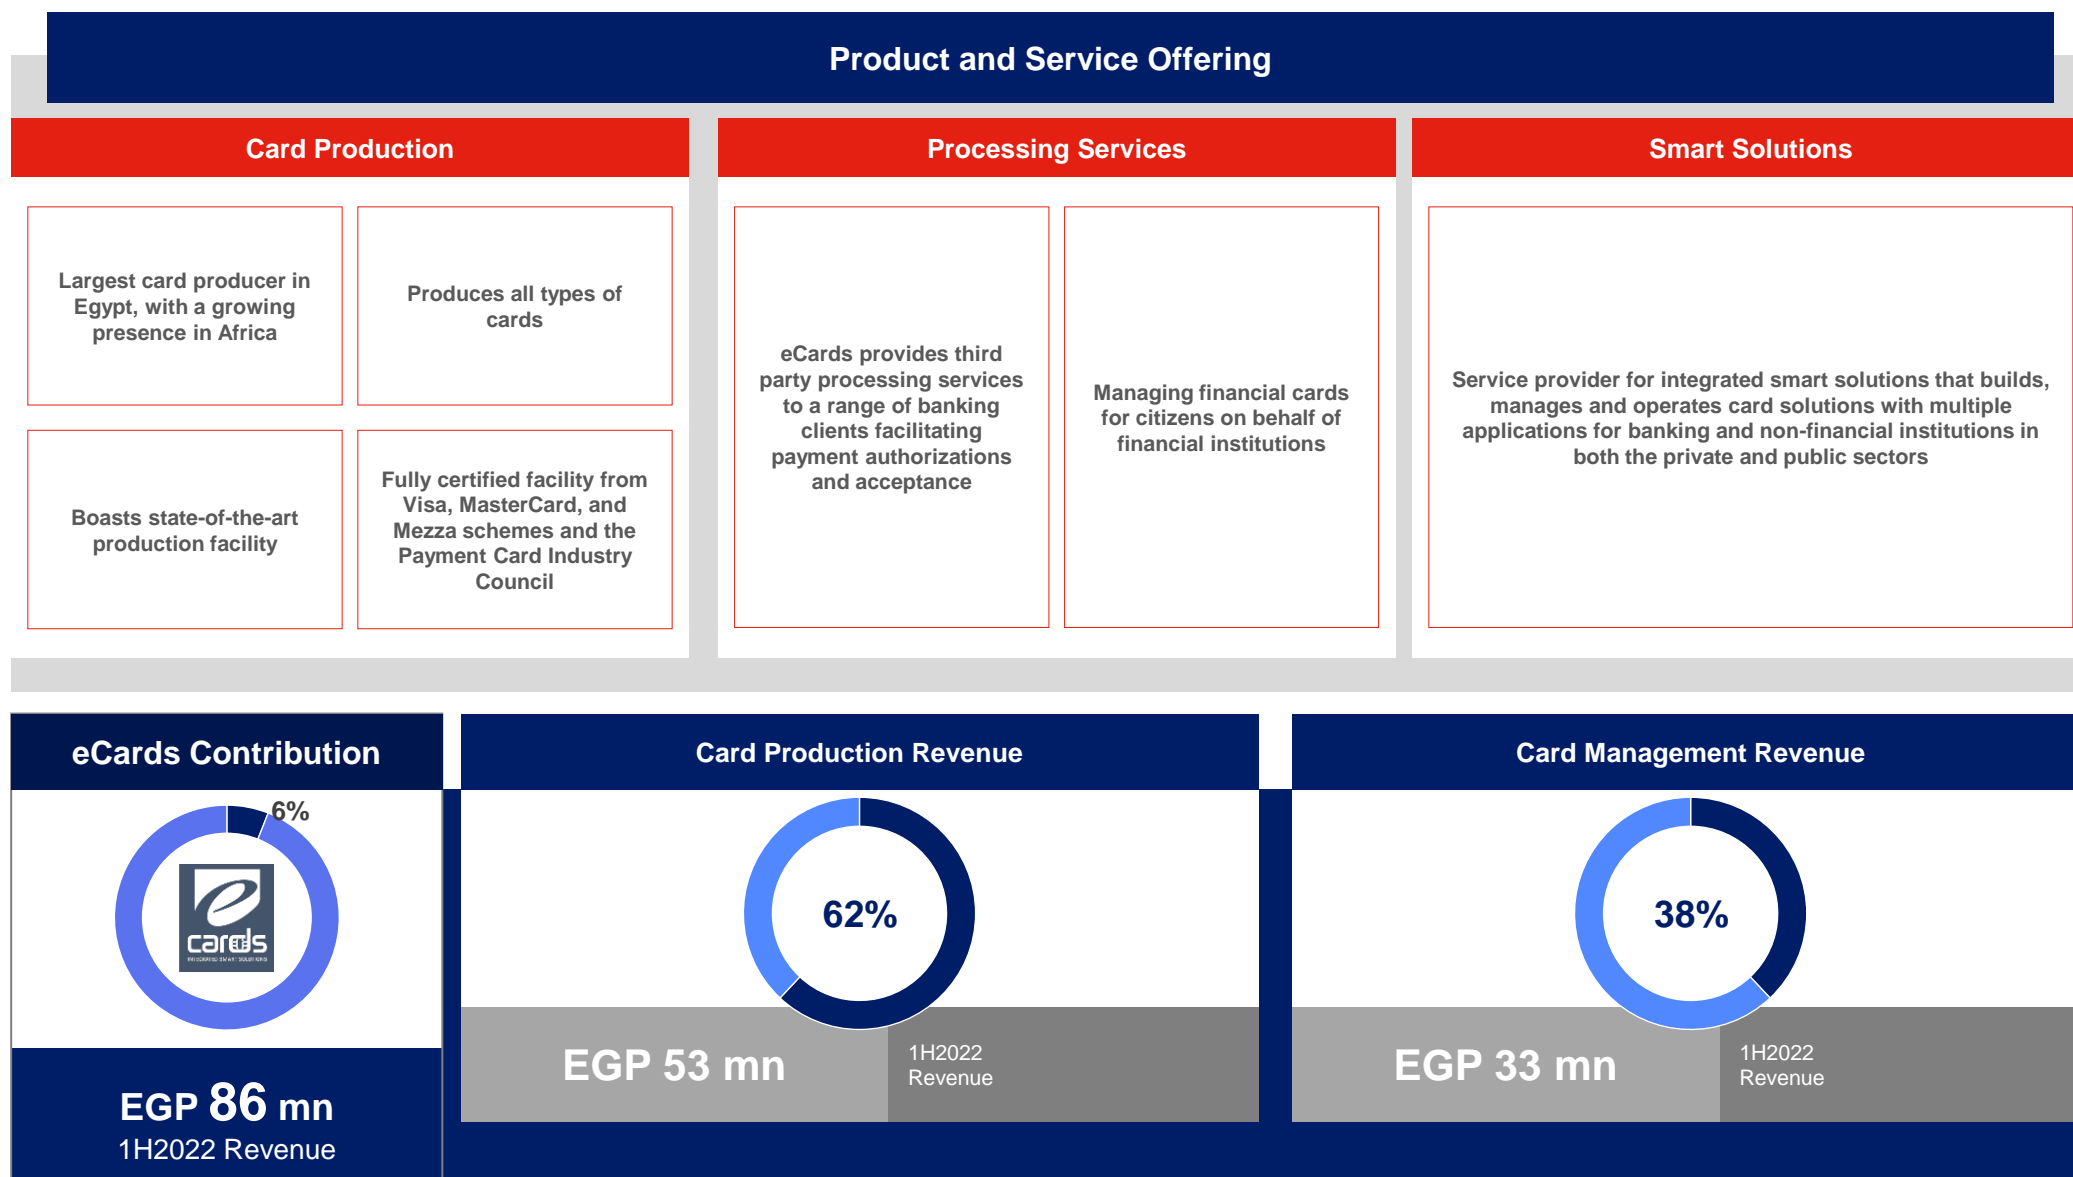 Product and Service Offering
Card Production
Largest card producer in
Egypt, with a growing
presence in Africa
Produces all types of
cards
Boasts state-of-the-art
production facility
Fully certified facility from
Visa, MasterCard, and
Mezza schemes and the
Payment Card Industry
Council
Processing Services
eCards provides third
party processing services
to a range of banking
clients facilitating
payment authorizations
and acceptance
Managing financial cards
for citizens on behalf of
financial institutions
Smart Solutions
Service provider for integrated smart solutions that builds,
manages and operates card solutions with multiple
applications for banking and non-financial institutions in
both the private and public sectors
eCards Contribution
6%
e
cards
INTEGRATED SMART SOLUTIONS
EGP 86 mn
1H2022 Revenue
Card Production Revenue
62%
EGP 53 mn
1H2022
Revenue
Card Management Revenue
38%
EGP 33 mn
1H2022
Revenue